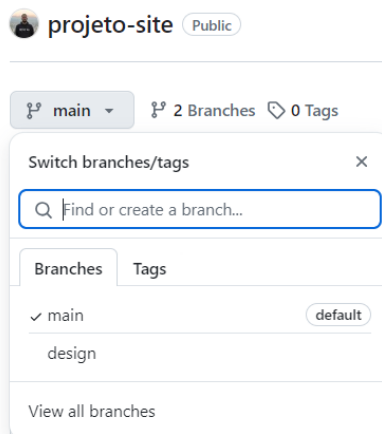 projeto-site Public
main 2 Branches 0 Tags
Switch branches/tags
Find or create a branch...
Branches Tags
main default
design
View all branches